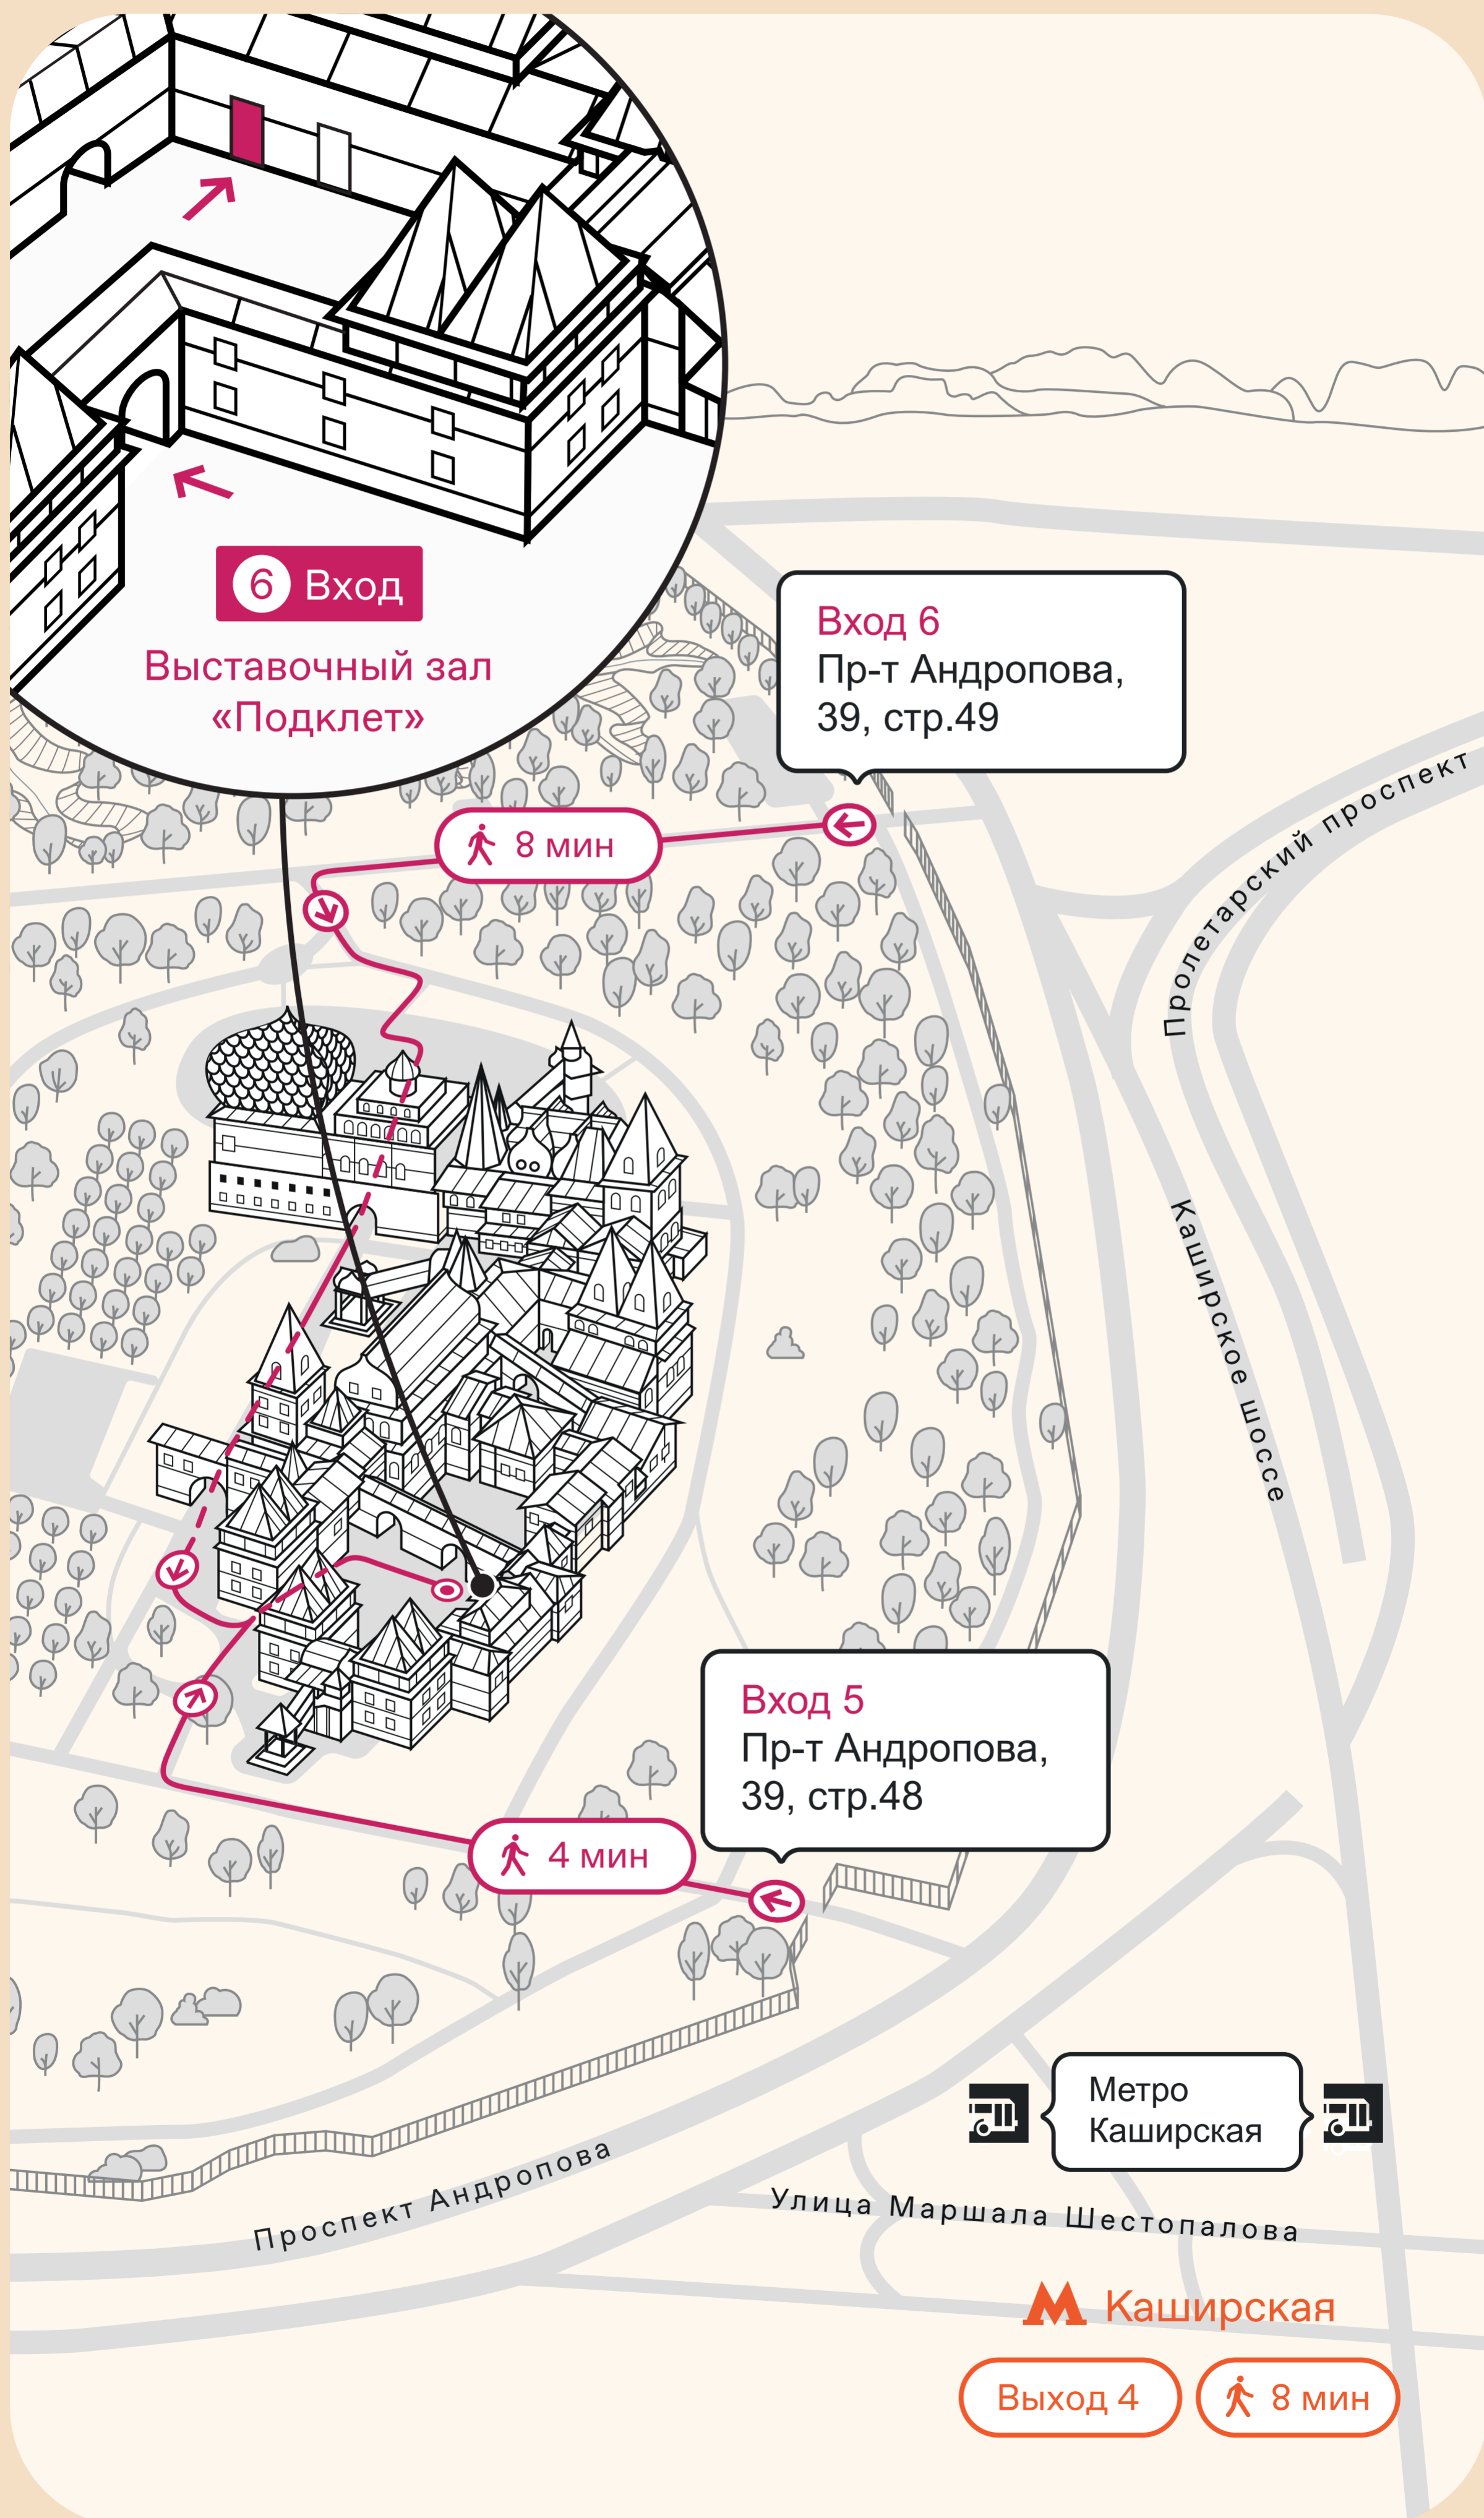 6 Вход
Выставочный зал
«Подклет»
Вход 6
Пр-т Андропова,
39, стр.49
8 мин
Пролетарский проспект
Каширское шоссе
Вход 5
Пр-т Андропова,
39, стр.48
4 мин
Метро
Каширская
Проспект Андропова
Улица Маршала Шестопалова
Каширская
Выход 4
8 мин